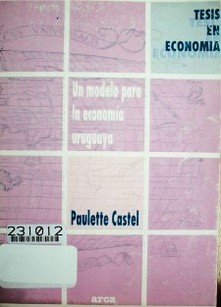 TESIS
EN
ECONOMIA
Un modelo para
la economía
uruguaya
Paulette Castel
231012
arca